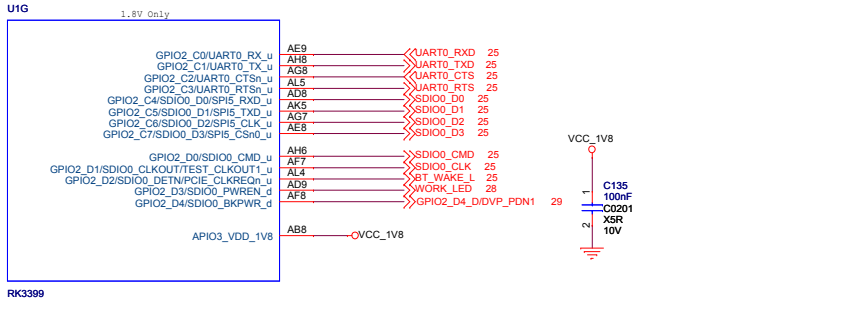 U1G
1.8V Only
GPIO2_C0/UART0_RX_u AE9 UART0_RXD 25
GPIO2_C1/UART0_TX_u AH8 UART0_TXD 25
GPIO2_C2/UART0_CTSn_u AG8 UART0_CTS 25
GPIO2_C3/UART0_RTSn_u AL5 UART0_RTS 25
GPIO2_C4/SDIO0_D0/SPI5_RXD_u AD8 SDIO0_D0 25
GPIO2_C5/SDIO0_D1/SPI5_TXD_u AK5 SDIO0_D1 25
GPIO2_C6/SDIO0_D2/SPI5_CLK_u AG7 SDIO0_D2 25
GPIO2_C7/SDIO0_D3/SPI5_CSn0_u AE8 SDIO0_D3 25
GPIO2_D0/SDIO0_CMD_u AH6 SDIO0_CMD 25
GPIO2_D1/SDIO0_CLKOUT/TEST_CLKOUT1_u AF7 SDIO0_CLK 25
GPIO2_D2/SDIO0_DETN/PCIE_CLKREQn_u AL4 BT_WAKE_L 25
GPIO2_D3/SDIO0_PWREN_d AD9 WORK_LED 28
GPIO2_D4/SDIO0_BKPWR_d AF8 GPIO2_D4_D/DVP_PDN1 29
APIO3_VDD_1V8 AB8 VCC_1V8
RK3399
VCC_1V8
1
C135
100nF
C0201
X5R
2
10V